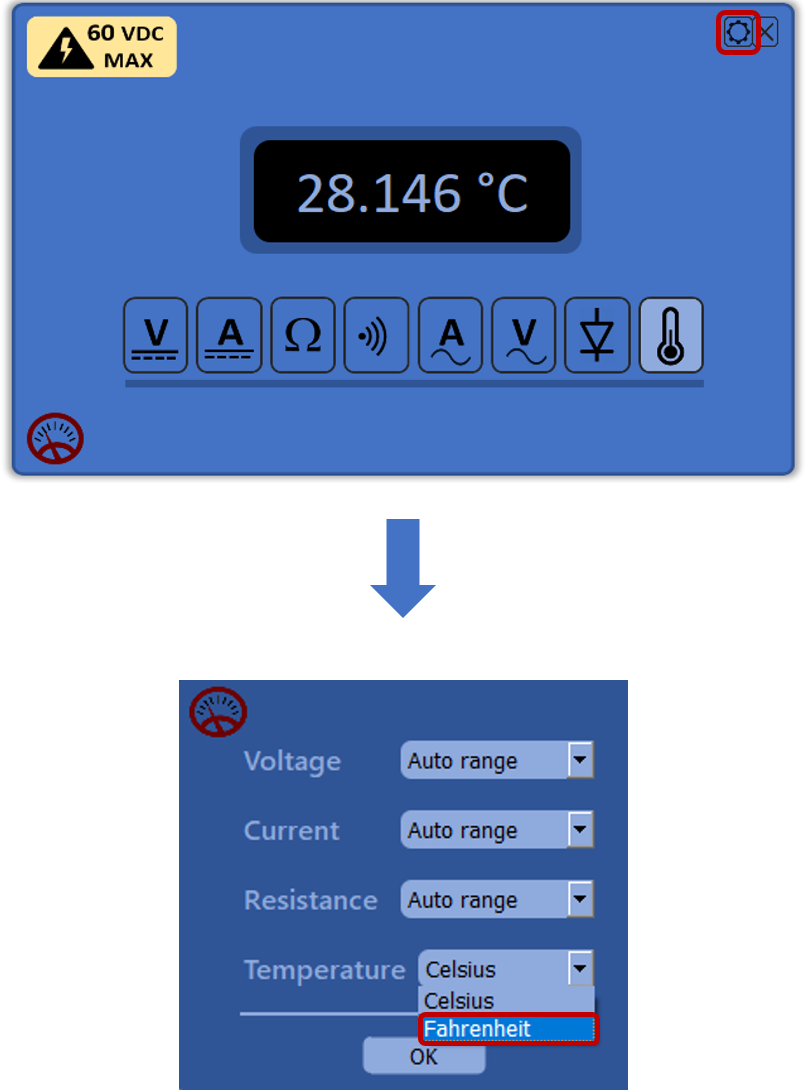 60 VDC
MAX
28.146 °C
V
A
Ω
A
V
Voltage
Auto range
Current
Auto range
Resistance
Auto range
Temperature
Celsius
Celsius
Fahrenheit
OK